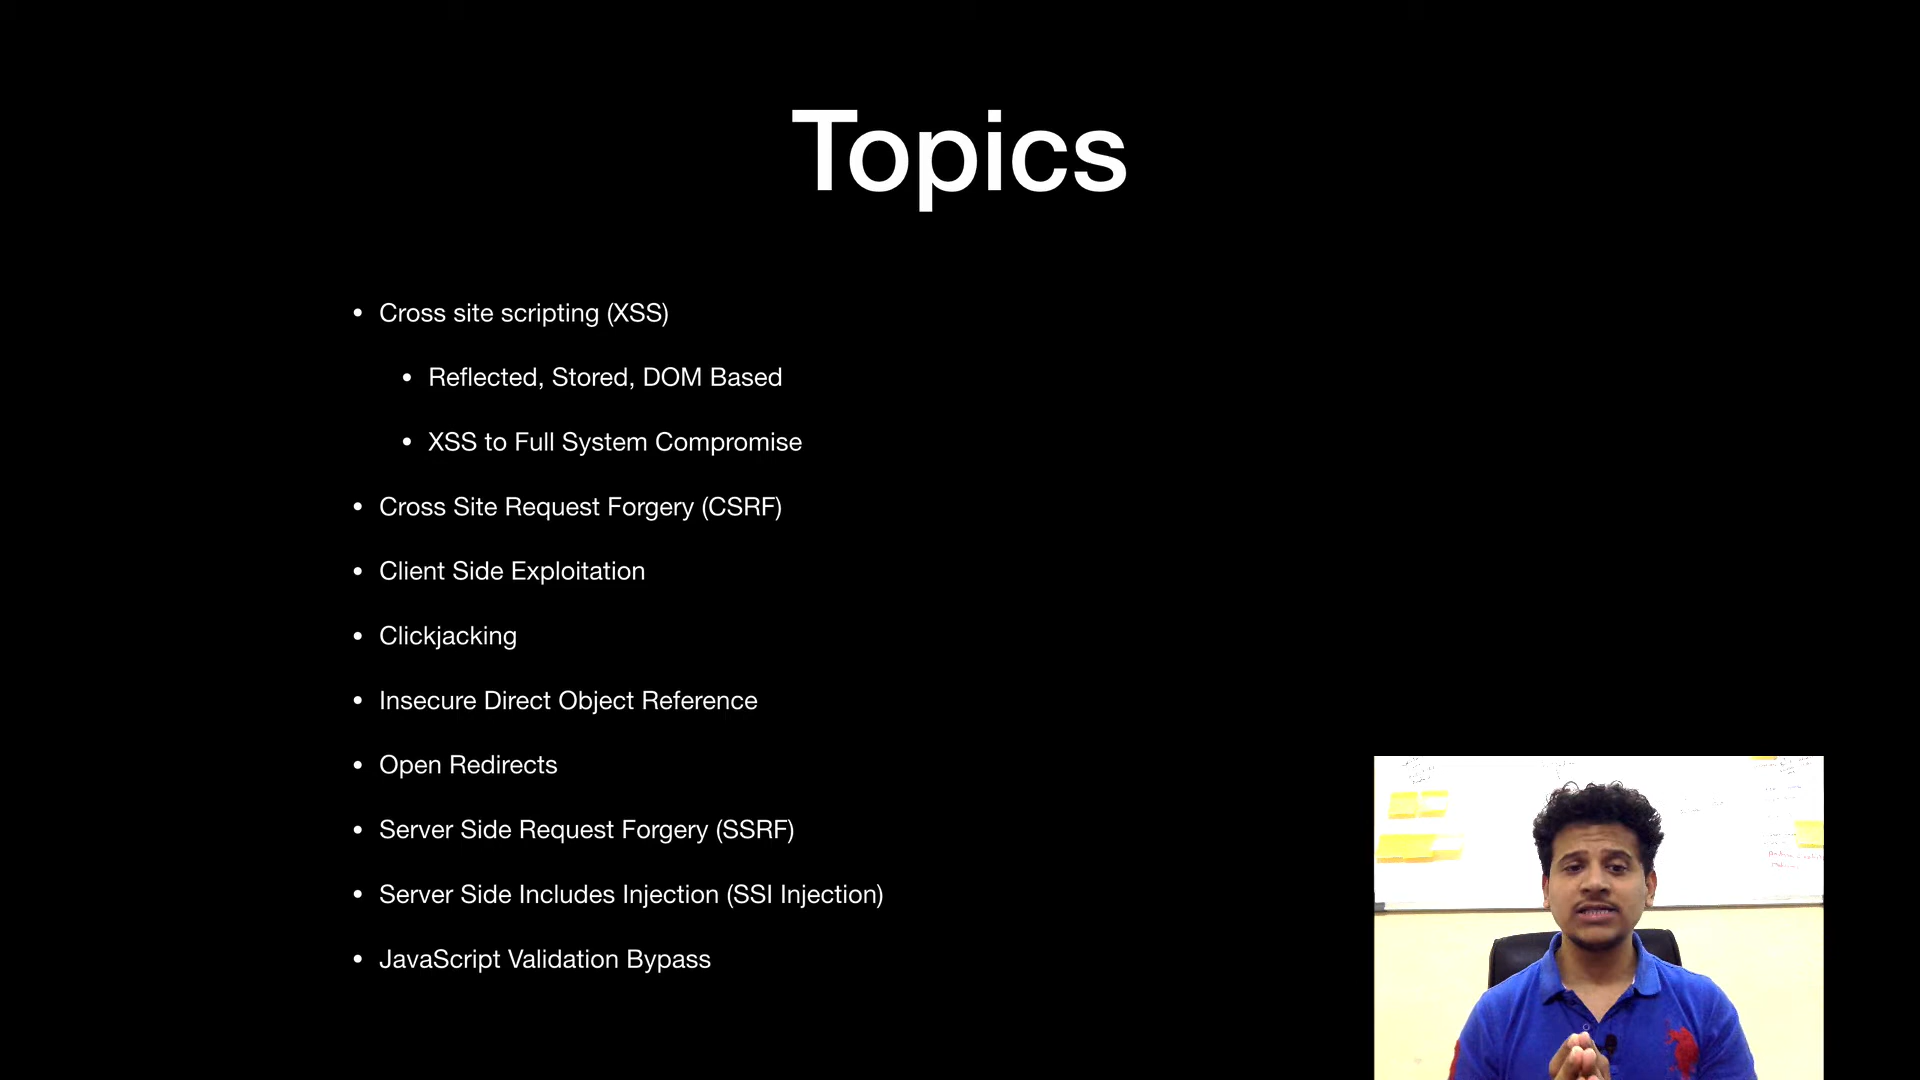 Topics
• Cross site scripting (XSS)
• Reflected, Stored, DOM Based
• XSS to Full System Compromise
• Cross Site Request Forgery (CSRF)
• Client Side Exploitation
• Clickjacking
• Insecure Direct Object Reference
• Open Redirects
• Server Side Request Forgery (SSRF)
• Server Side Includes Injection (SSI Injection)
• JavaScript Validation Bypass